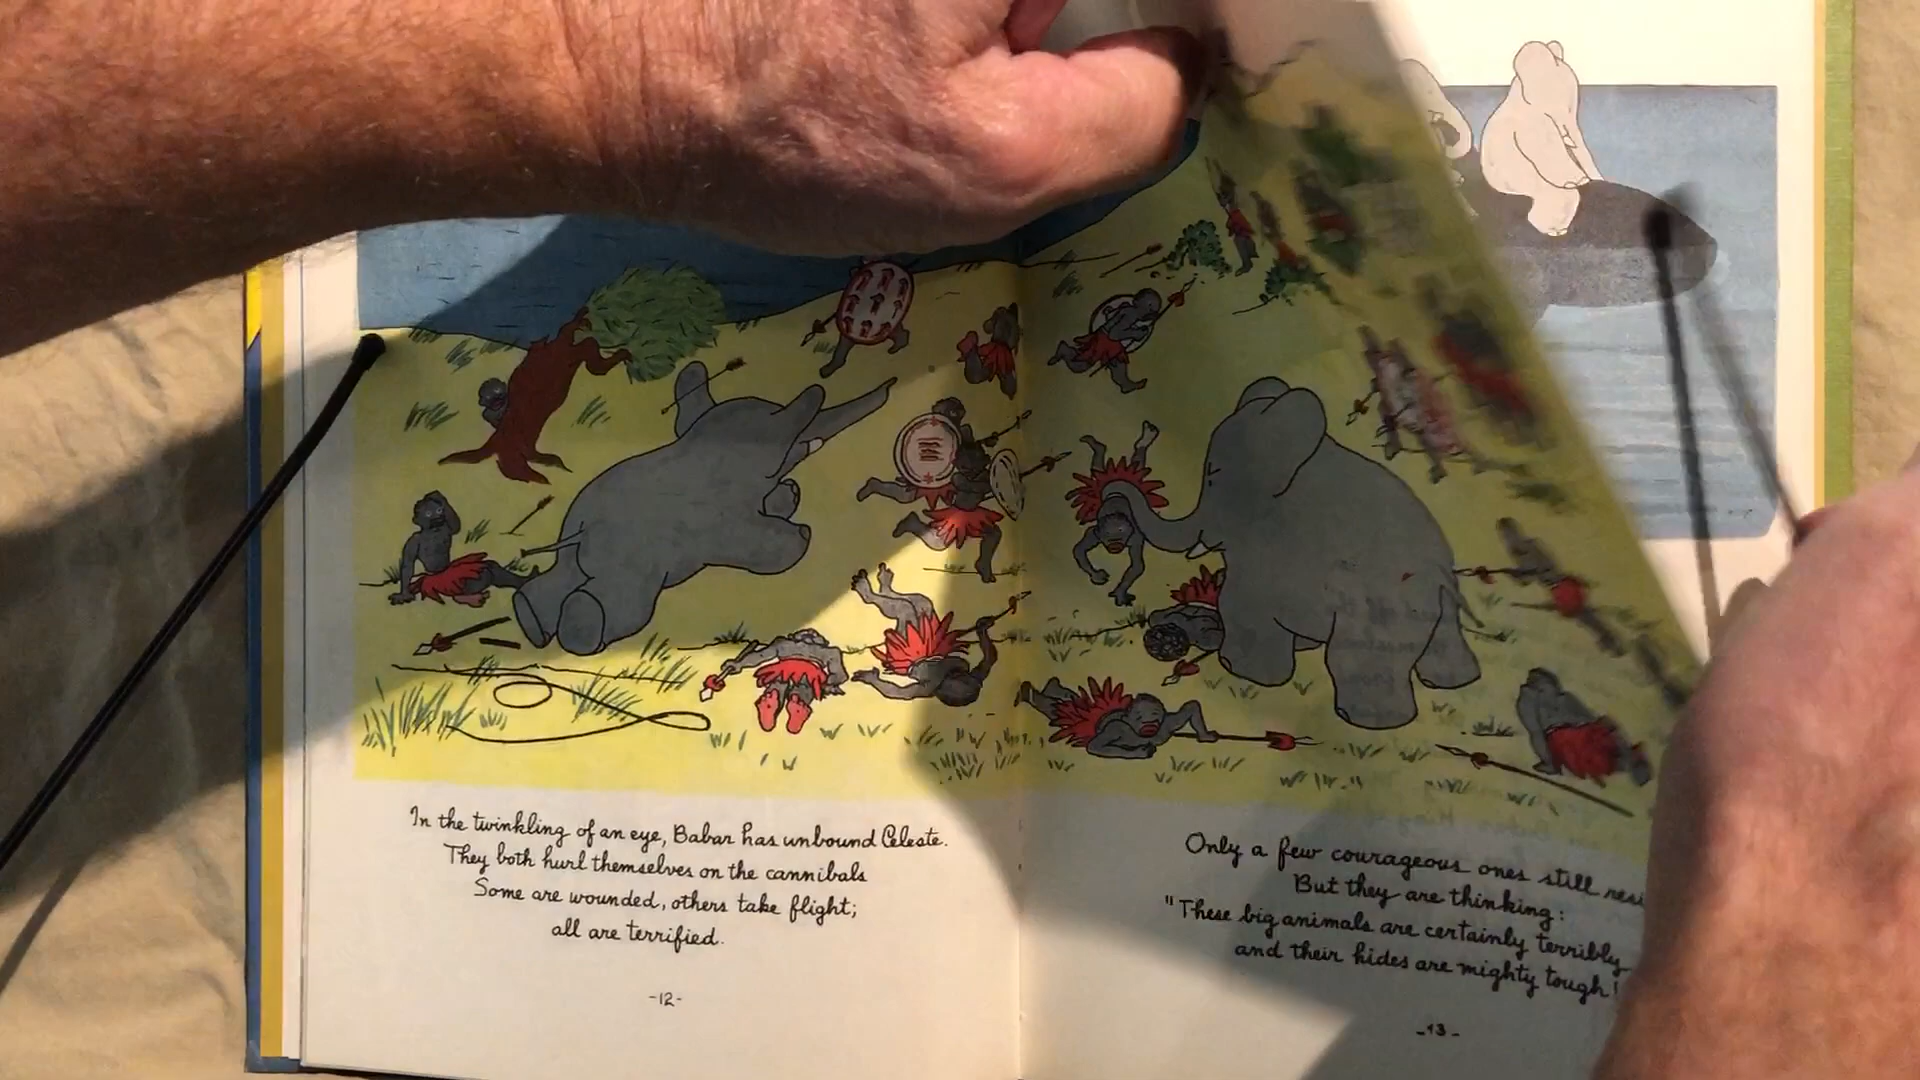 In the twinkling of an eye, Babar has unbound Celeste.
They both hurl themselves on the cannibals
Some are wounded, others take flight;
all are terrified.
-12-
Only a few courageous ones still
But they are thinking:
"These big animals are certainly terribly
and their hides are mighty tough!
-13-